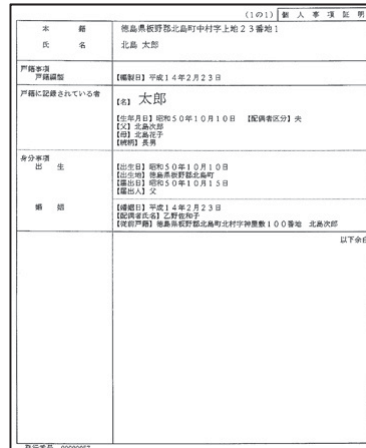 (1の1) 個人事項証明
本籍 徳島県板野郡北島町中村字上地23番地1
氏名 北島 太郎
戸籍事項
戸籍編製 【編製日】平成14年2月23日
戸籍に記録されている者 【名】太郎
【生年月日】昭和50年10月10日 【配偶者区分】夫
【父】北島次郎
【母】北島花子
【続柄】長男
身分事項
出生 【出生日】昭和50年10月10日
【出生地】徳島県板野郡北島町
【届出日】昭和50年10月15日
【届出人】父
婚姻 【婚姻日】平成14年2月23日
【配偶者氏名】乙野佐和子
【従前戸籍】徳島県板野郡北島町北村字神屋敷100番地 北島次郎
以下余白